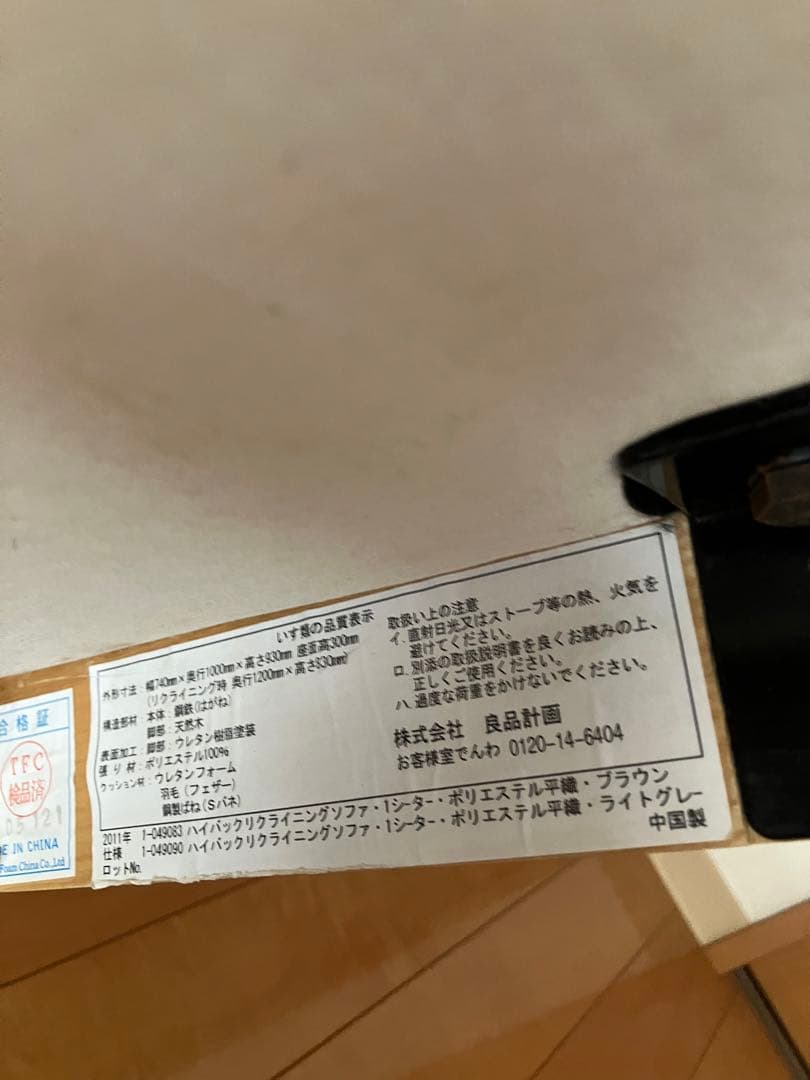 いす類の品質表示
外形寸法：幅740mm×奥行1000mm×高さ930mm 座面高300mm
(リクライニング時 奥行1200mm×高さ830mm)
構造部材：本体：鋼鉄(はがね)
脚部：天然木
表面加工：脚部：ウレタン樹脂塗装
張り材：ポリエステル100%
クッション材：ウレタンフォーム
羽毛(フェザー)
鋼製ばね(Sバネ)
取扱い上の注意
イ.直射日光又はストーブ等の熱、火気を
避けてください。
ロ.別添の取扱説明書を良くお読みの上、
正しくご使用ください。
ハ.過度な荷重をかけないでください。
株式会社 良品計画
お客様室でんわ 0120-14-6404
2011年 1-049083 ハイバックリクライニングソファ・1シーター・ポリエステル平織・ブラウン
仕様 1-049090 ハイバックリクライニングソファ・1シーター・ポリエステル平織・ライトグレー
ロットNo.
中国製
合格証
TFC
検品済
DE IN CHINA
Foam China Co.,Ltd